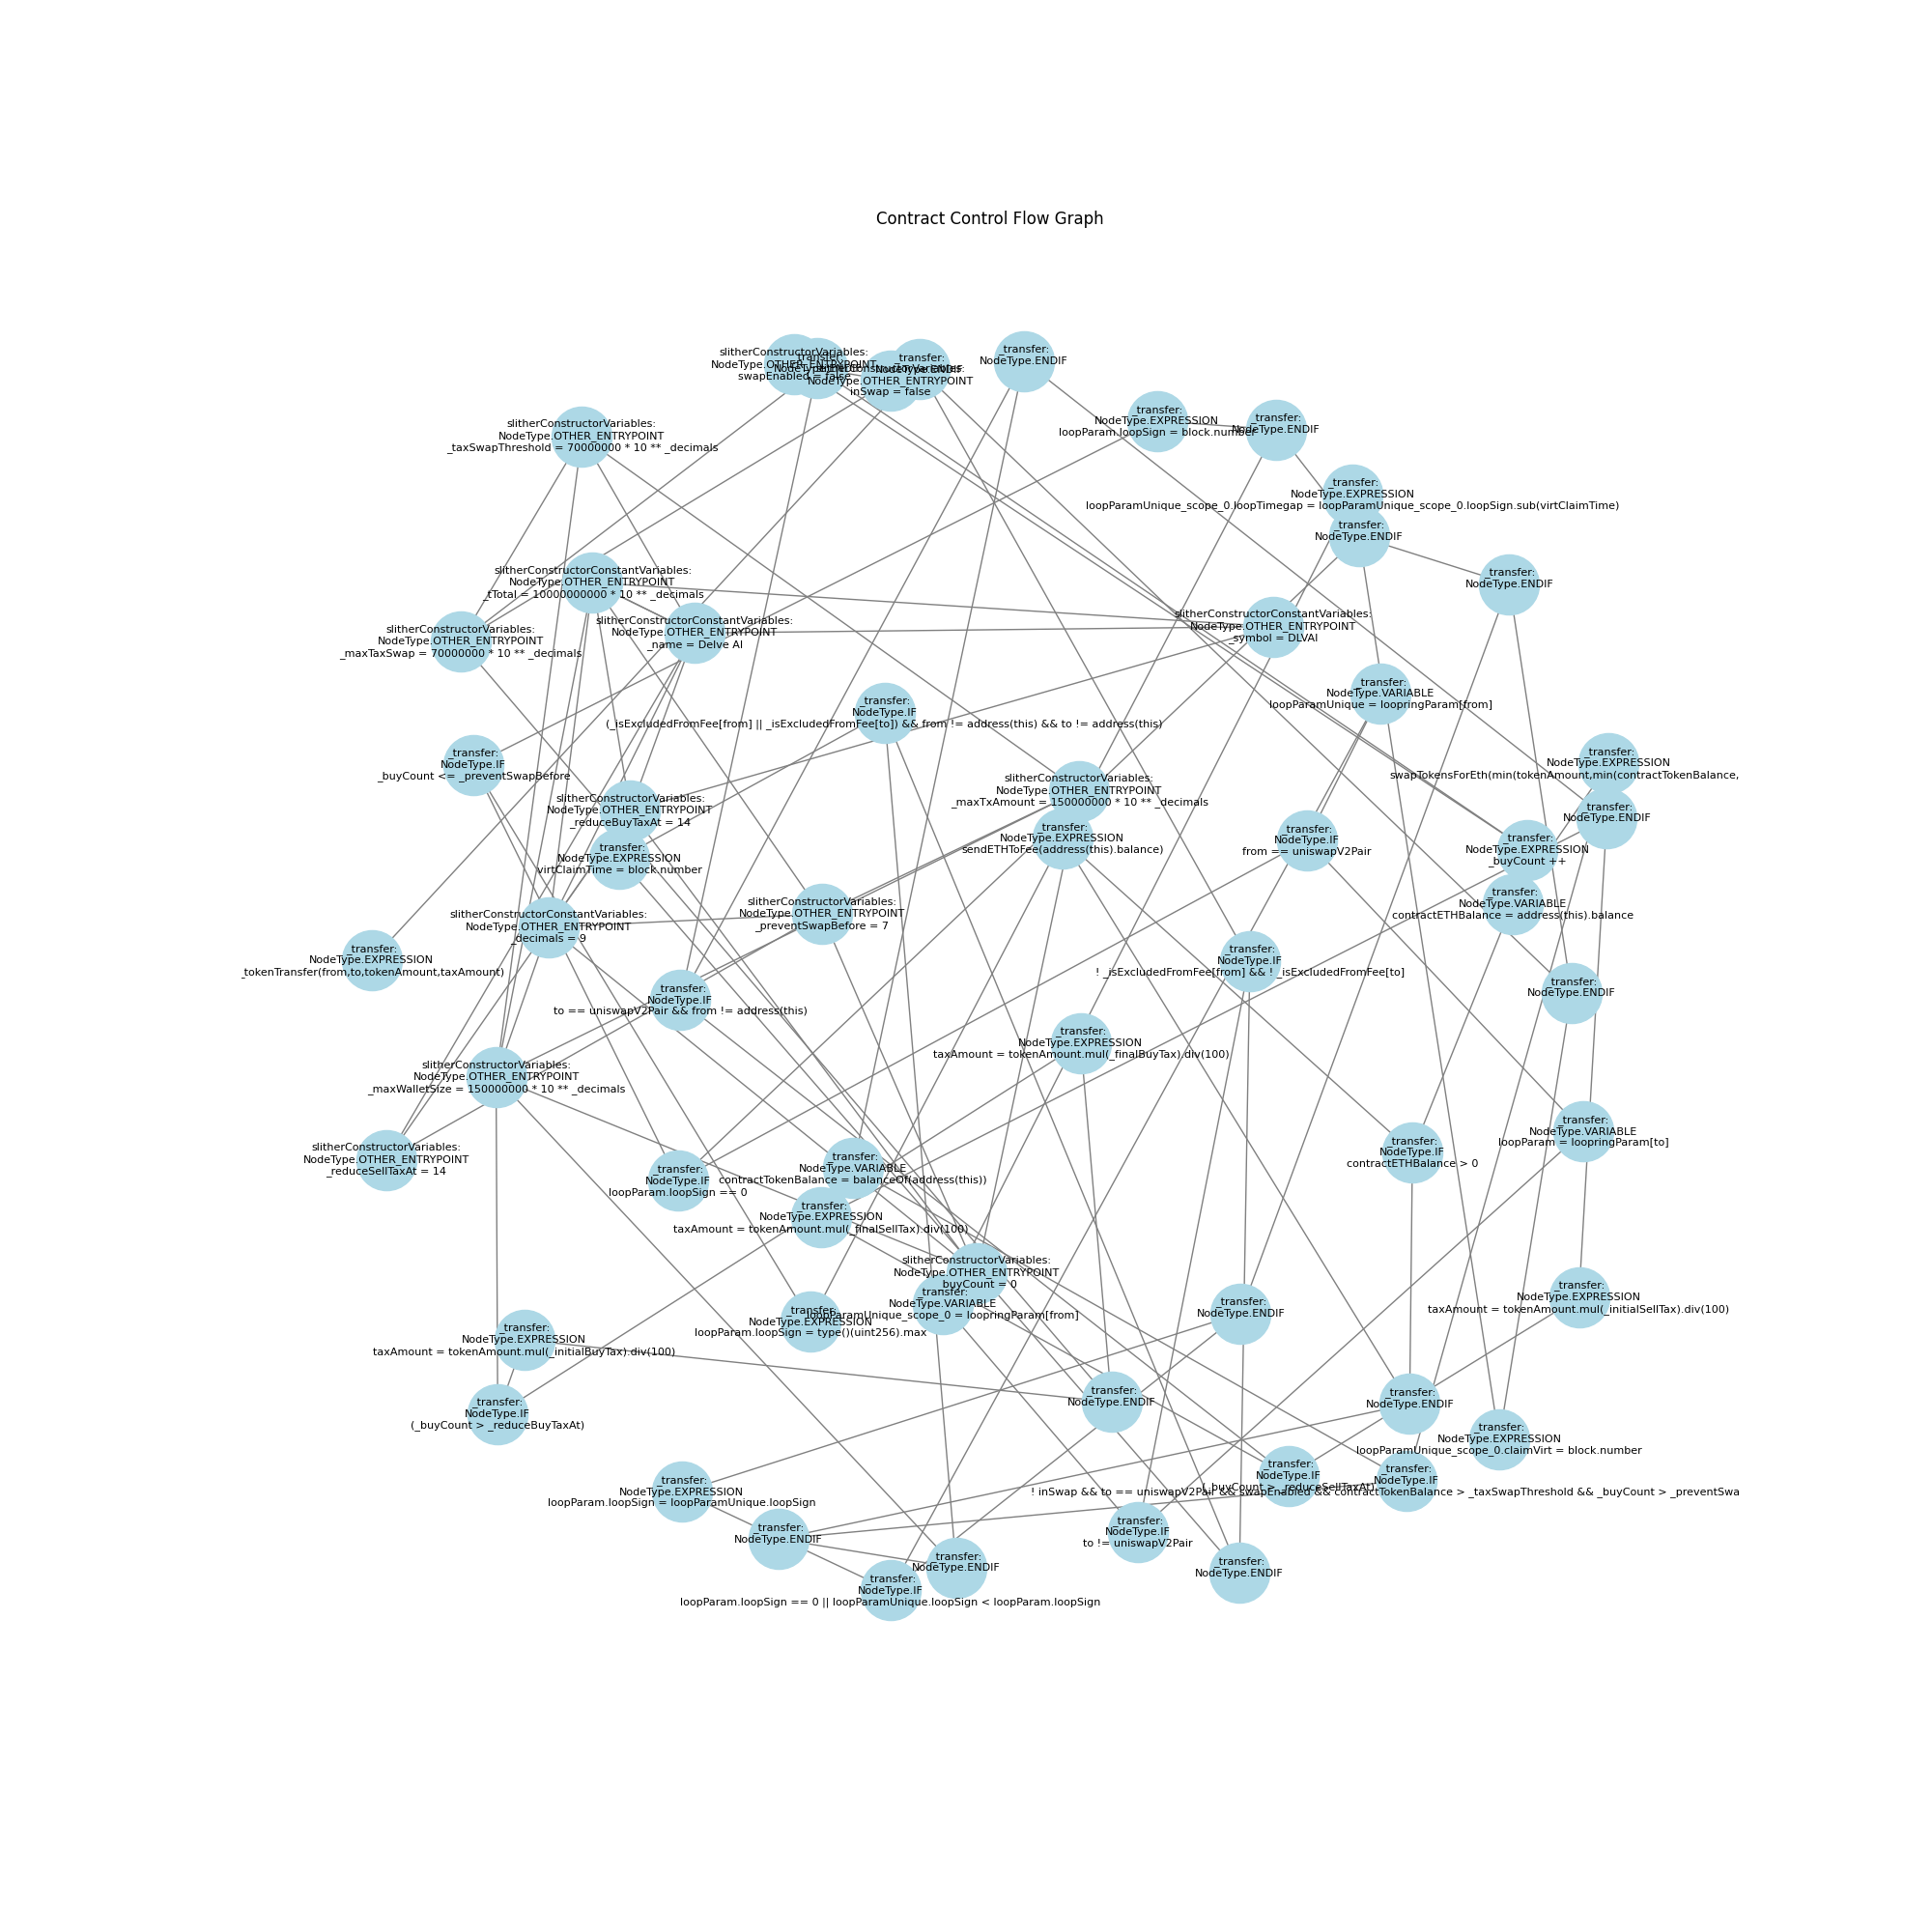 Contract Control Flow Graph
slitherConstructorVariables:
NodeType.OTHER_ENTRYPOINT
swapEnabled = false
_transfer:
slitherConstructorVariables:
NodeType.OTHER_ENTRYPOINT
inSwap = false
_transfer:
NodeType.ENDIF
_transfer:
NodeType.ENDIF
_transfer:
NodeType.EXPRESSION
loopParam.loopSign = block.number
_transfer:
NodeType.ENDIF
slitherConstructorVariables:
NodeType.OTHER_ENTRYPOINT
_taxSwapThreshold = 70000000 * 10 ** _decimals
_transfer:
NodeType.EXPRESSION
loopParamUnique_scope_0.loopTimegap = loopParamUnique_scope_0.loopSign.sub(virtClaimTime)
_transfer:
NodeType.ENDIF
slitherConstructorConstantVariables:
NodeType.OTHER_ENTRYPOINT
_tTotal = 10000000000 * 10 ** _decimals
_transfer:
NodeType.ENDIF
slitherConstructorVariables:
NodeType.OTHER_ENTRYPOINT
_maxTaxSwap = 70000000 * 10 ** _decimals
slitherConstructorConstantVariables:
NodeType.OTHER_ENTRYPOINT
_name = Delve AI
slitherConstructorConstantVariables:
NodeType.OTHER_ENTRYPOINT
_symbol = DLVAI
_transfer:
NodeType.VARIABLE
loopParamUnique = loopringParam[from]
_transfer:
NodeType.IF
(_isExcludedFromFee[from] || _isExcludedFromFee[to]) && from != address(this) && to != address(this)
_transfer:
NodeType.IF
_buyCount <= _preventSwapBefore
_transfer:
NodeType.EXPRESSION
swapTokensForEth(min(tokenAmount,min(contractTokenBalance,
slitherConstructorVariables:
NodeType.OTHER_ENTRYPOINT
_maxTxAmount = 150000000 * 10 ** _decimals
slitherConstructorVariables:
NodeType.OTHER_ENTRYPOINT
_reduceBuyTaxAt = 14
_transfer:
NodeType.ENDIF
_transfer:
NodeType.EXPRESSION
sendETHToFee(address(this).balance)
_transfer:
NodeType.IF
from == uniswapV2Pair
_transfer:
NodeType.EXPRESSION
_buyCount ++
_transfer:
NodeType.EXPRESSION
virtClaimTime = block.number
_transfer:
NodeType.VARIABLE
contractETHBalance = address(this).balance
slitherConstructorVariables:
NodeType.OTHER_ENTRYPOINT
_preventSwapBefore = 7
slitherConstructorConstantVariables:
NodeType.OTHER_ENTRYPOINT
_decimals = 9
_transfer:
NodeType.EXPRESSION
_tokenTransfer(from,to,tokenAmount,taxAmount)
_transfer:
NodeType.IF
! _isExcludedFromFee[from] && ! _isExcludedFromFee[to]
_transfer:
NodeType.ENDIF
_transfer:
NodeType.IF
to == uniswapV2Pair && from != address(this)
_transfer:
NodeType.EXPRESSION
taxAmount = tokenAmount.mul(_finalBuyTax).div(100)
slitherConstructorVariables:
NodeType.OTHER_ENTRYPOINT
_maxWalletSize = 150000000 * 10 ** _decimals
_transfer:
NodeType.VARIABLE
loopParam = loopringParam[to]
_transfer:
NodeType.IF
contractETHBalance > 0
slitherConstructorVariables:
NodeType.OTHER_ENTRYPOINT
_reduceSellTaxAt = 14
_transfer:
NodeType.VARIABLE
contractTokenBalance = balanceOf(address(this))
_transfer:
NodeType.IF
loopParam.loopSign == 0
_transfer:
NodeType.EXPRESSION
taxAmount = tokenAmount.mul(_finalSellTax).div(100)
slitherConstructorVariables:
NodeType.OTHER_ENTRYPOINT
_buyCount = 0
_transfer:
NodeType.VARIABLE
loopParamUnique_scope_0 = loopringParam[from]
_transfer:
NodeType.EXPRESSION
loopParam.loopSign = type()(uint256).max
_transfer:
NodeType.ENDIF
_transfer:
NodeType.EXPRESSION
taxAmount = tokenAmount.mul(_initialSellTax).div(100)
_transfer:
NodeType.EXPRESSION
taxAmount = tokenAmount.mul(_initialBuyTax).div(100)
_transfer:
NodeType.IF
(_buyCount > _reduceBuyTaxAt)
_transfer:
NodeType.ENDIF
_transfer:
NodeType.ENDIF
_transfer:
NodeType.EXPRESSION
loopParamUnique_scope_0.claimVirt = block.number
_transfer:
NodeType.IF
(_buyCount > _reduceSellTaxAt)
_transfer:
NodeType.IF
! inSwap && to == uniswapV2Pair && swapEnabled && contractTokenBalance > _taxSwapThreshold && _buyCount > _preventSwa
_transfer:
NodeType.EXPRESSION
loopParam.loopSign = loopParamUnique.loopSign
_transfer:
NodeType.ENDIF
_transfer:
NodeType.IF
to != uniswapV2Pair
_transfer:
NodeType.ENDIF
_transfer:
NodeType.ENDIF
_transfer:
NodeType.IF
loopParam.loopSign == 0 || loopParamUnique.loopSign < loopParam.loopSign